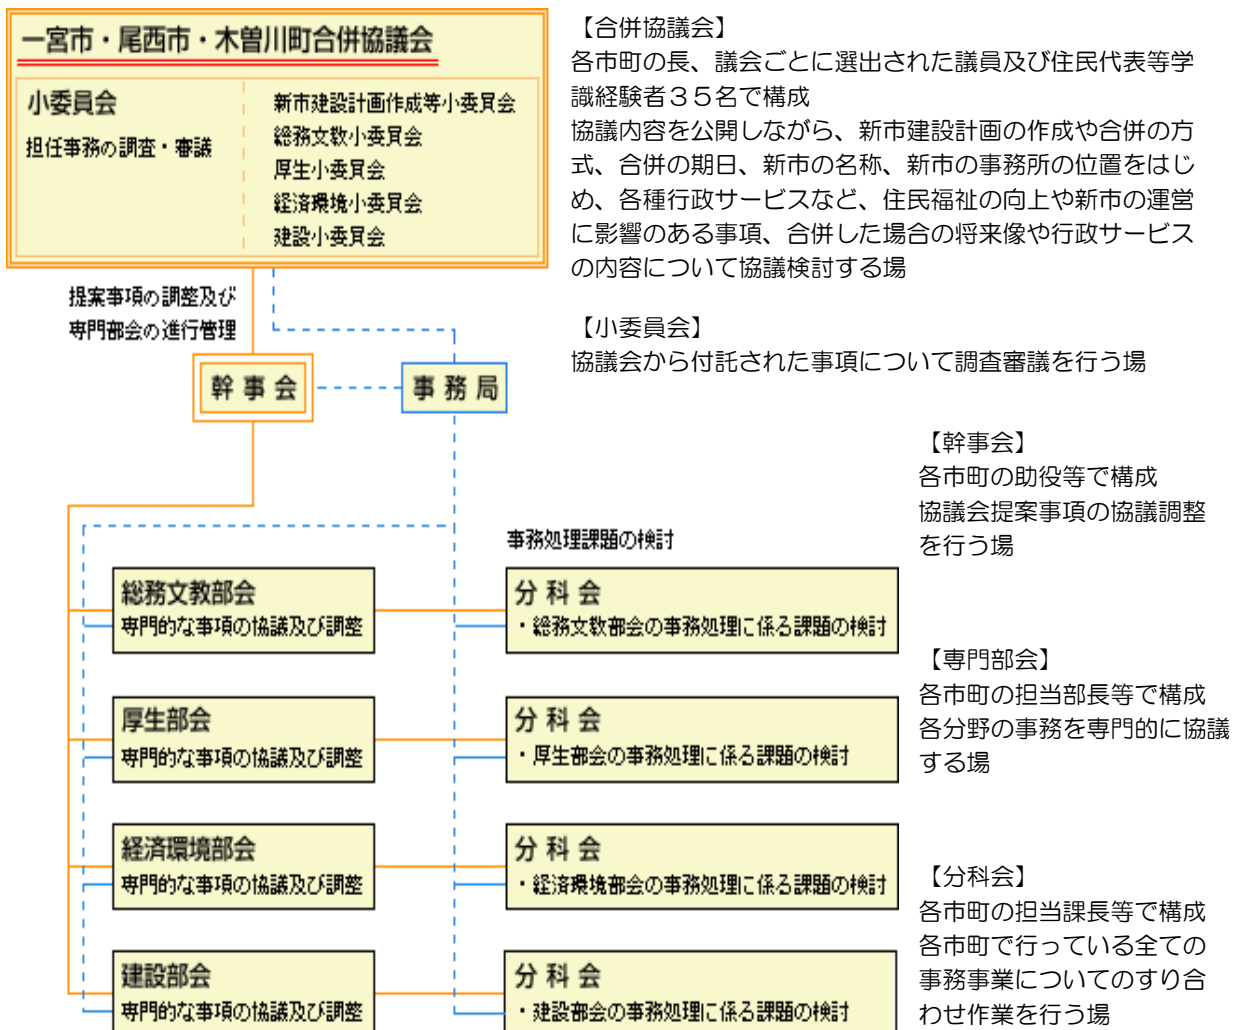 一宮市・尾西市・木曽川町合併協議会
小委員会
担任事務の調査・審議
新市建設計画作成等小委員会
総務文教小委員会
厚生小委員会
経済環境小委員会
建設小委員会
【合併協議会】
各市町の長、議会ごとに選出された議員及び住民代表等学
識経験者３５名で構成
協議内容を公開しながら、新市建設計画の作成や合併の方
式、合併の期日、新市の名称、新市の事務所の位置をはじ
め、各種行政サービスなど、住民福祉の向上や新市の運営
に影響のある事項、合併した場合の将来像や行政サービス
の内容について協議検討する場
【小委員会】
協議会から付託された事項について調査審議を行う場
提案事項の調整及び
専門部会の進行管理
幹事会
事務局
【幹事会】
各市町の助役等で構成
協議会提案事項の協議調整
を行う場
事務処理課題の検討
総務文教部会
専門的な事項の協議及び調整
分科会
・総務文教部会の事務処理に係る課題の検討
厚生部会
専門的な事項の協議及び調整
分科会
・厚生部会の事務処理に係る課題の検討
【専門部会】
各市町の担当部長等で構成
各分野の事務を専門的に協議
する場
経済環境部会
専門的な事項の協議及び調整
分科会
・経済環境部会の事務処理に係る課題の検討
建設部会
専門的な事項の協議及び調整
分科会
・建設部会の事務処理に係る課題の検討
【分科会】
各市町の担当課長等で構成
各市町で行っている全ての
事務事業についてのすり合
わせ作業を行う場